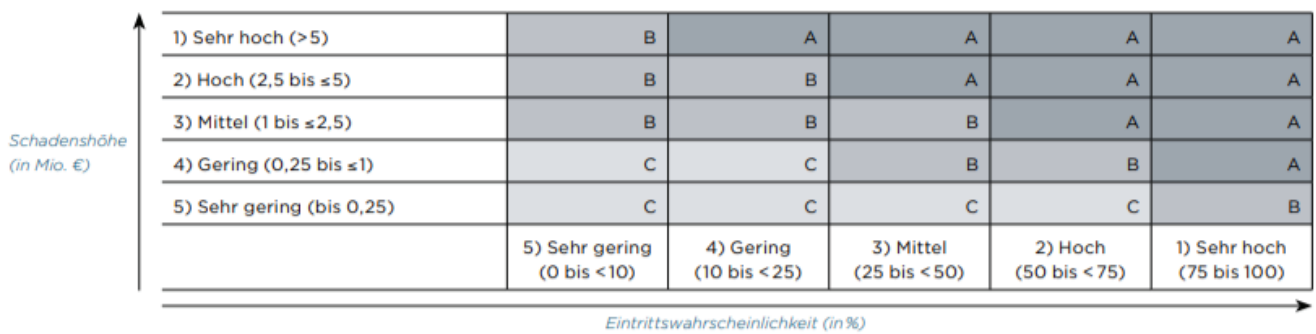 1) Sehr hoch (>5) B A A A A
2) Hoch (2,5 bis ≤5) B B A A A
Schadenshöhe
(in Mio. €)
3) Mittel (1 bis ≤2,5) B B B A A
4) Gering (0,25 bis ≤1) C C B B A
5) Sehr gering (bis 0,25) C C C C B
5) Sehr gering 4) Gering 3) Mittel 2) Hoch 1) Sehr hoch
(0 bis <10) (10 bis <25) (25 bis <50) (50 bis <75) (75 bis 100)
Eintrittswahrscheinlichkeit (in %)